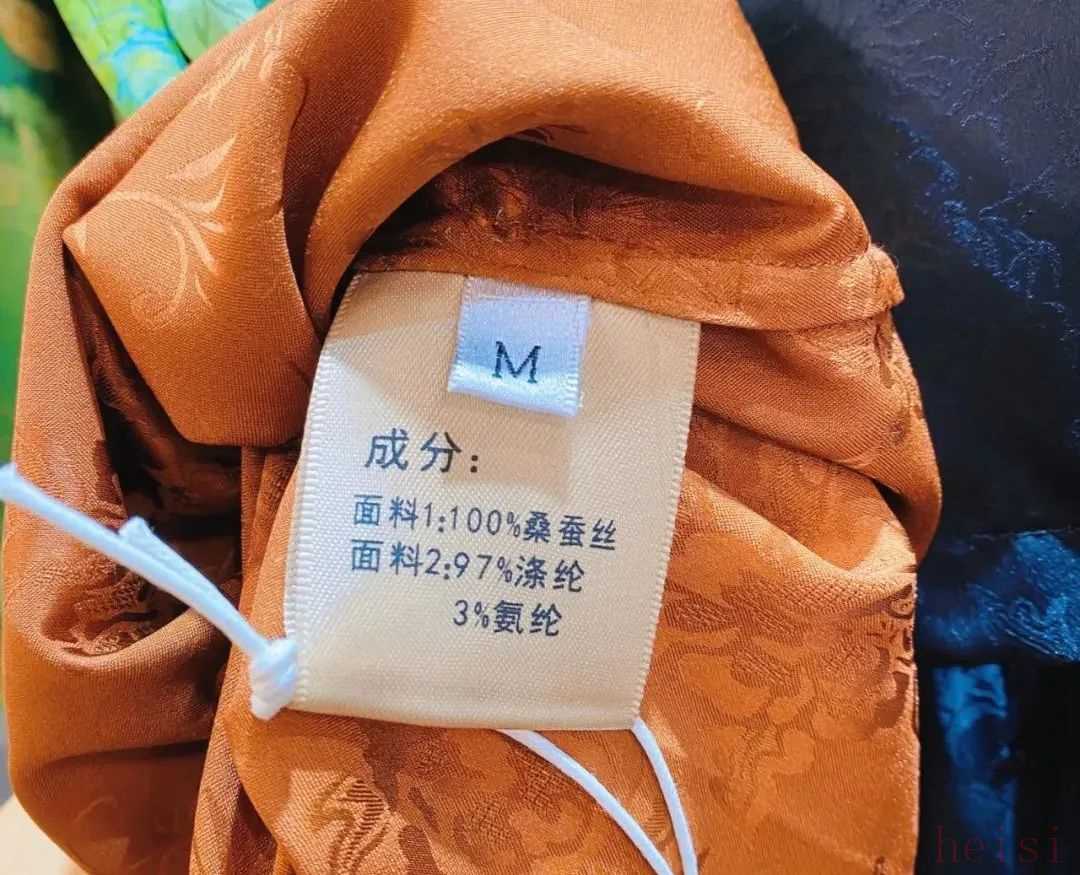 M
成分:
面料1:100%桑蚕丝
面料2:97%涤纶
3%氨纶
heisi